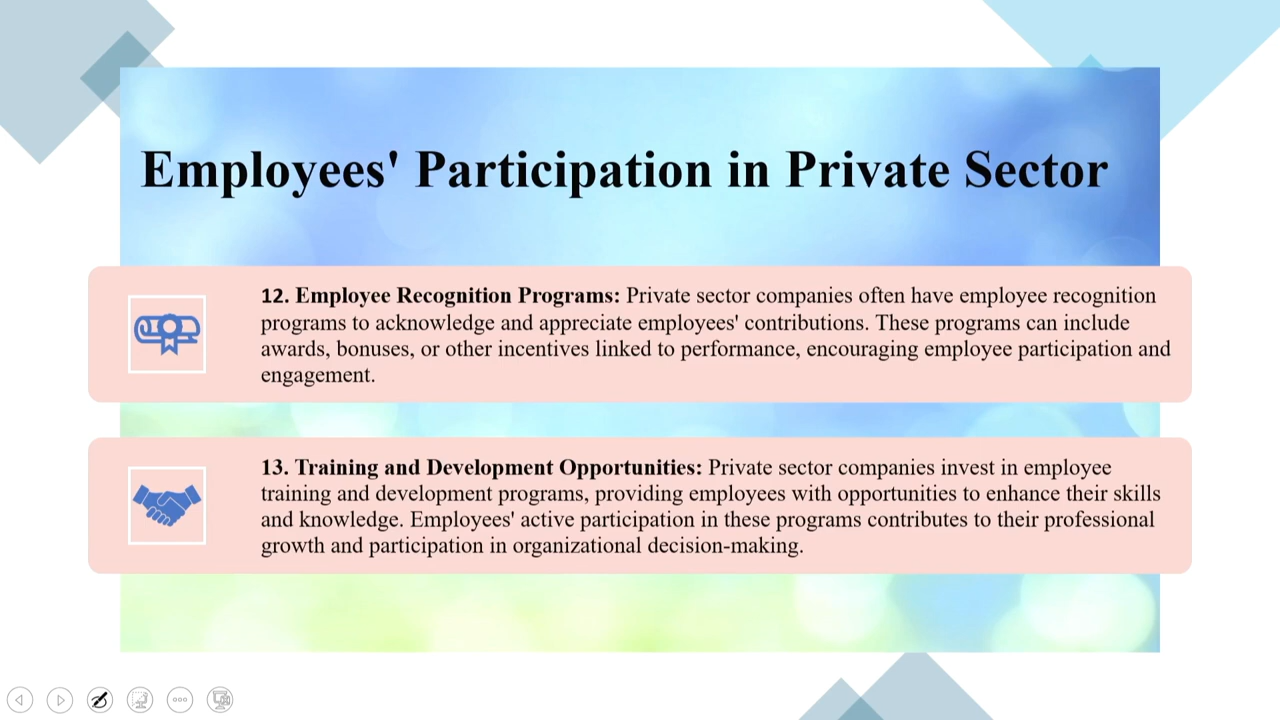 Employees' Participation in Private Sector
12. Employee Recognition Programs: Private sector companies often have employee recognition
programs to acknowledge and appreciate employees' contributions. These programs can include
awards, bonuses, or other incentives linked to performance, encouraging employee participation and
engagement.
13. Training and Development Opportunities: Private sector companies invest in employee
training and development programs, providing employees with opportunities to enhance their skills
and knowledge. Employees' active participation in these programs contributes to their professional
growth and participation in organizational decision-making.